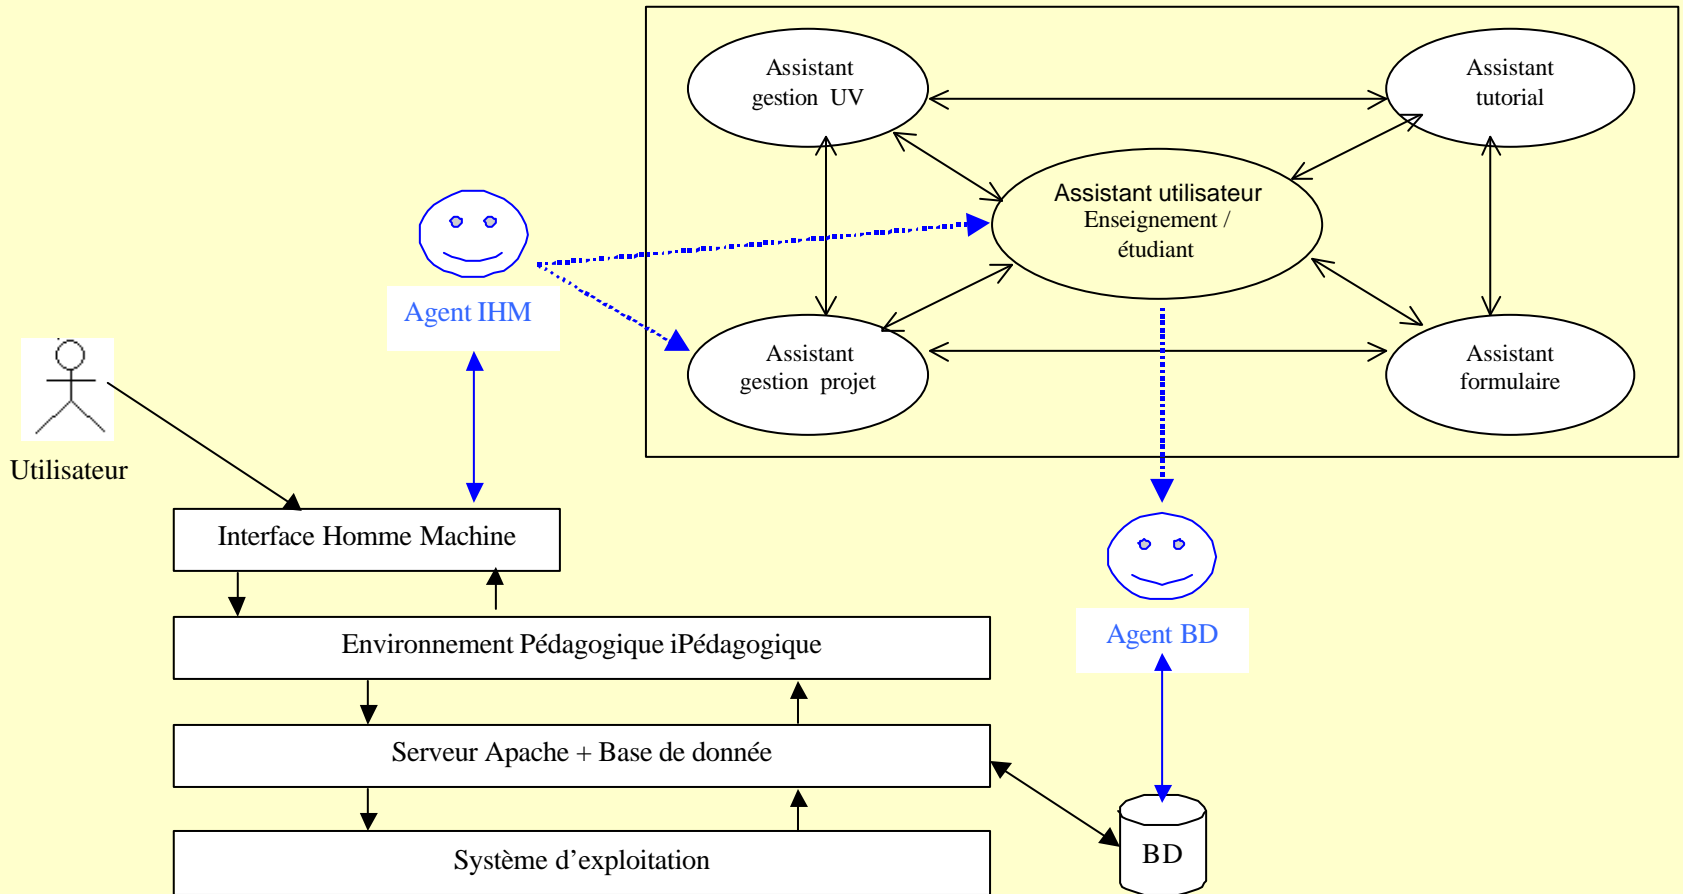 Assistant
gestion UV
Assistant
tutorial
Assistant utilisateur
Enseignement /
étudiant
Agent IHM
Assistant
gestion projet
Assistant
formulaire
Utilisateur
Interface Homme Machine
Environnement Pédagogique iPédagogique
Agent BD
Serveur Apache + Base de donnée
Système d’exploitation
BD